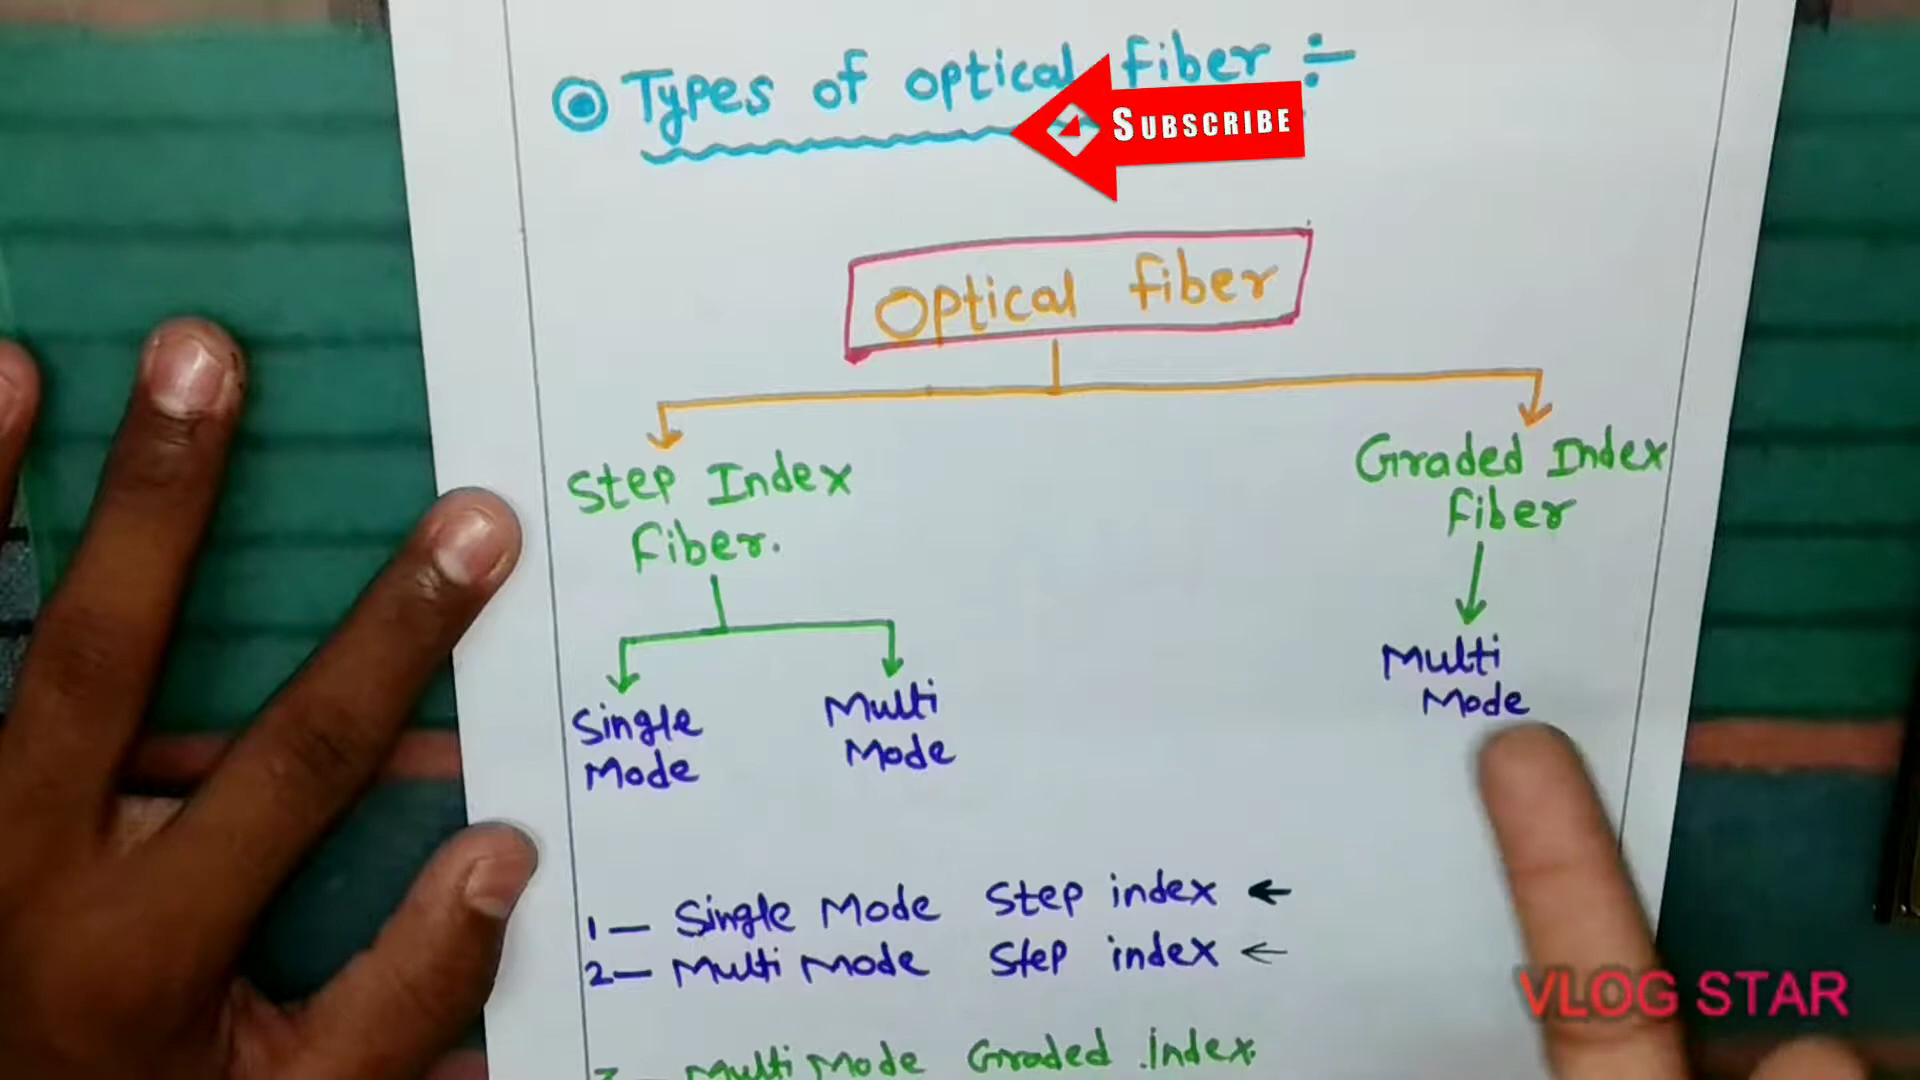 Types of optical fiber ÷
SUBSCRIBE
Optical fiber
Step Index
Fiber.
Graded Index
Fiber
Single
Mode
Multi
Mode
Multi
Mode
1— Single Mode Step index ←
2— Multi Mode Step index ←
3— Multi Mode Graded Index.
VLOG STAR